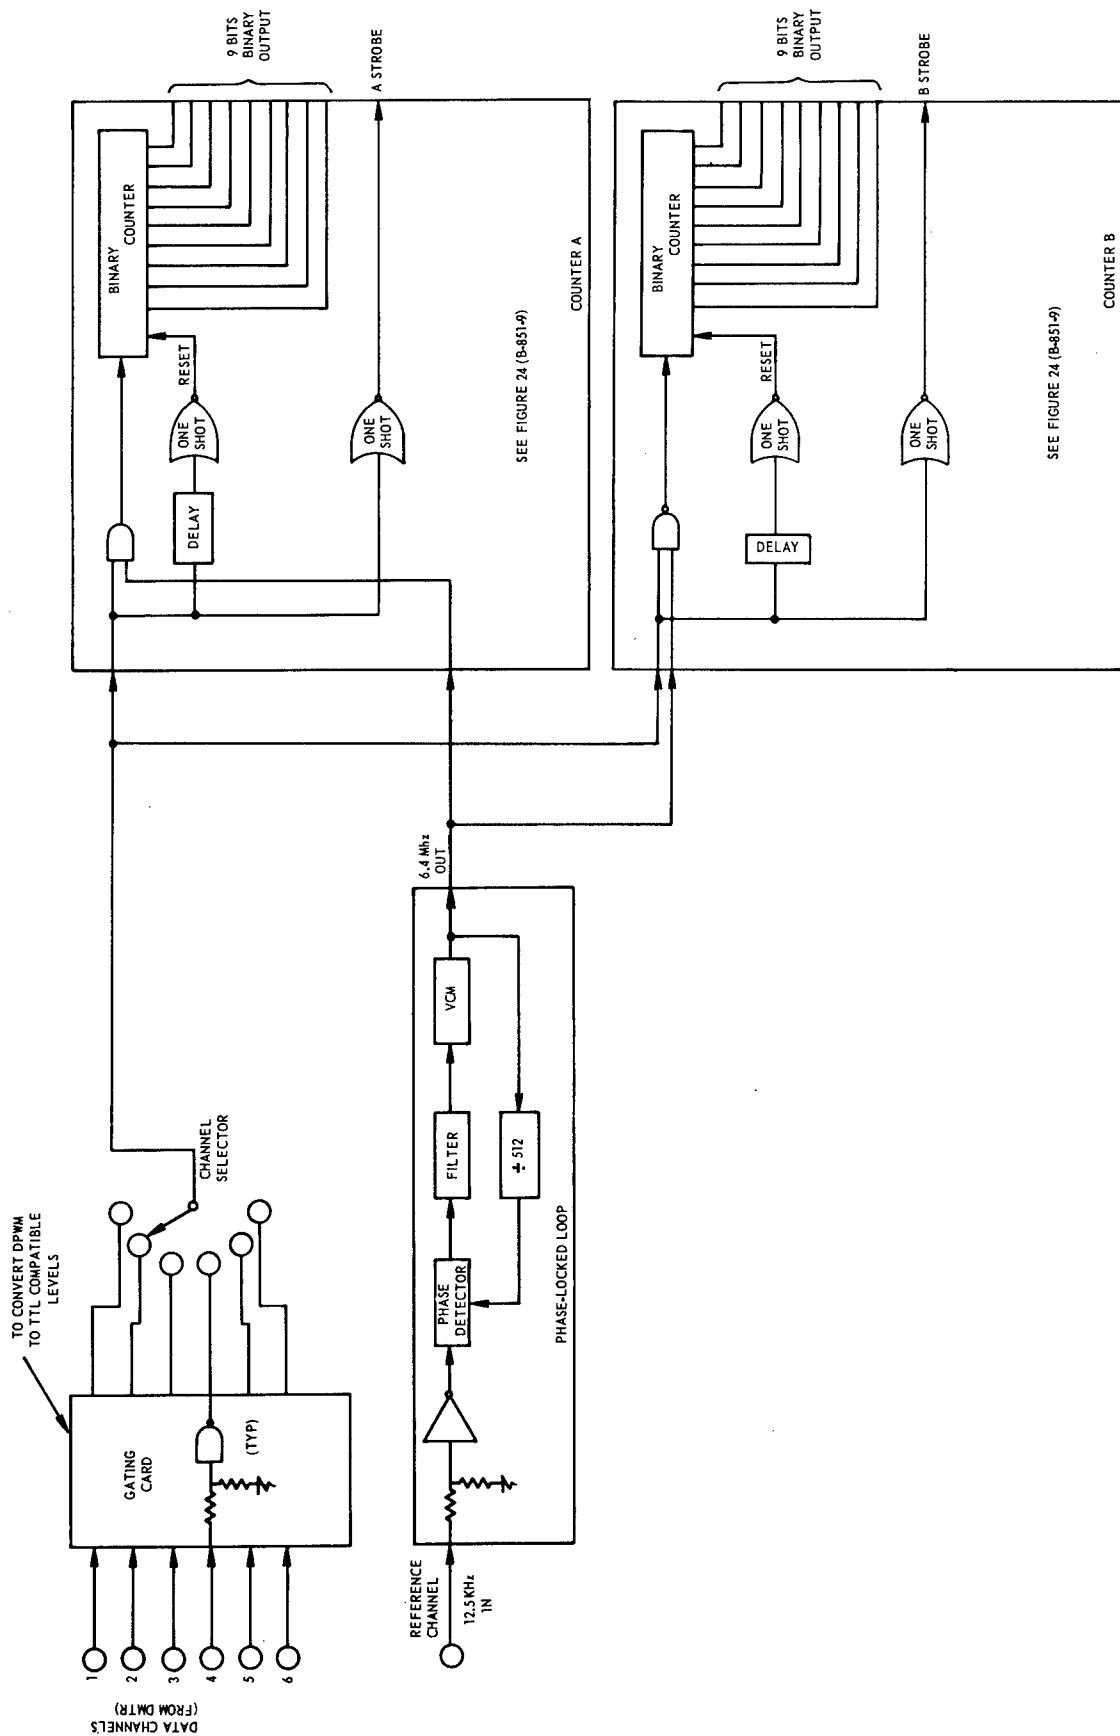 DATA CHANNELS
(FROM DMTR)
1
2
3
4
5
6
GATING
CARD
(TYP)
TO CONVERT DPWM
TO TTL COMPATIBLE
LEVELS
CHANNEL
SELECTOR
REFERENCE
CHANNEL
12.5 KHz
IN
PHASE
DETECTOR
FILTER
VCM
÷ 512
PHASE-LOCKED LOOP
6.4 Mhz
OUT
DELAY
ONE
SHOT
RESET
BINARY
COUNTER
ONE
SHOT
9 BITS
BINARY
OUTPUT
A STROBE
SEE FIGURE 24 (B-851-9)
COUNTER A
DELAY
ONE
SHOT
RESET
BINARY
COUNTER
ONE
SHOT
9 BITS
BINARY
OUTPUT
B STROBE
SEE FIGURE 24 (B-851-9)
COUNTER B